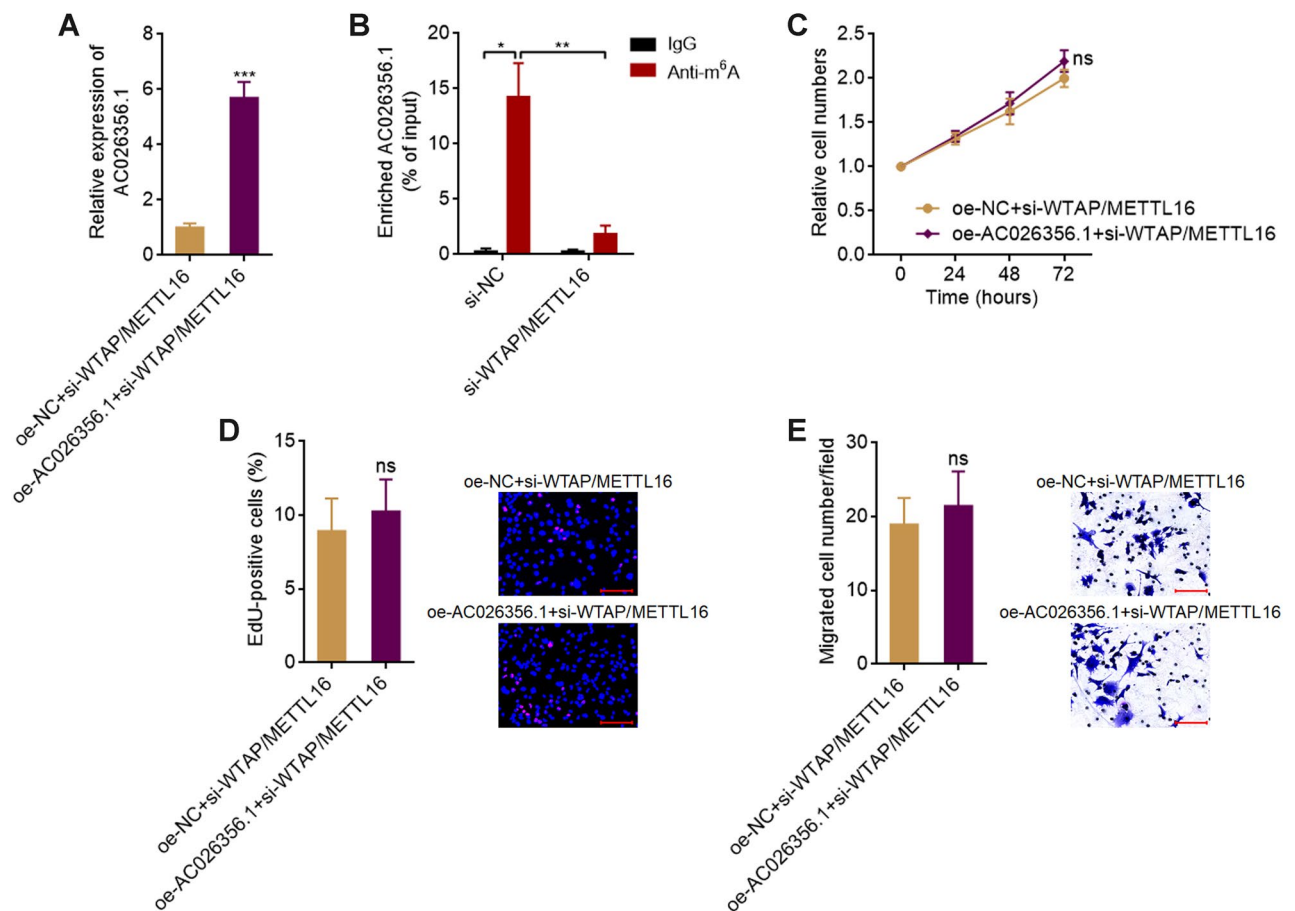 A
Relative expression of
AC026356.1
8
6
4
2
0
***
oe-NC+si-WTAP/METTL16
oe-AC026356.1+si-WTAP/METTL16
B
Enriched AC026356.1
(% of input)
20
15
10
5
0
*
**
IgG
Anti-m⁶A
si-NC
si-WTAP/METTL16
C
Relative cell numbers
2.5
2.0
1.5
1.0
0.5
0.0
ns
oe-NC+si-WTAP/METTL16
oe-AC026356.1+si-WTAP/METTL16
0 24 48 72
Time (hours)
D
EdU-positive cells (%)
15
10
5
0
ns
oe-NC+si-WTAP/METTL16
oe-AC026356.1+si-WTAP/METTL16
oe-NC+si-WTAP/METTL16
oe-AC026356.1+si-WTAP/METTL16
E
Migrated cell number/field
30
20
10
0
ns
oe-NC+si-WTAP/METTL16
oe-AC026356.1+si-WTAP/METTL16
oe-NC+si-WTAP/METTL16
oe-AC026356.1+si-WTAP/METTL16